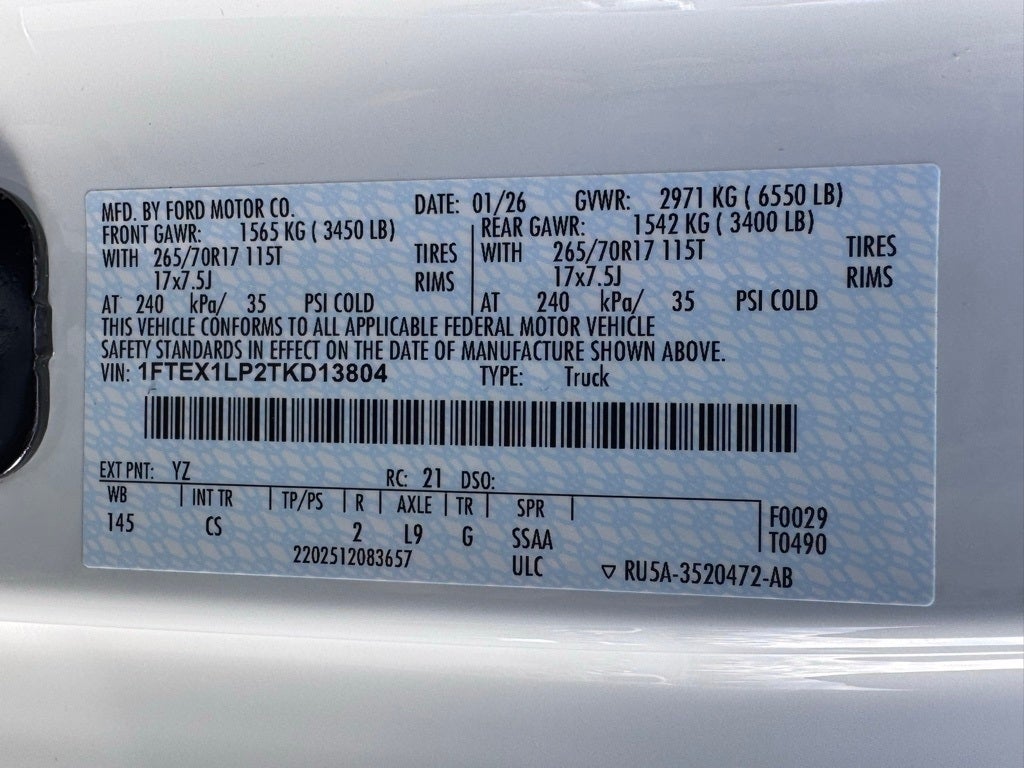 MFD. BY FORD MOTOR CO. DATE: 01/26 GVWR: 2971 KG ( 6550 LB)
FRONT GAWR: 1565 KG ( 3450 LB) REAR GAWR: 1542 KG ( 3400 LB)
WITH 265/70R17 115T TIRES WITH 265/70R17 115T TIRES
17x7.5J RIMS 17x7.5J RIMS
AT 240 kPa/ 35 PSI COLD AT 240 kPa/ 35 PSI COLD
THIS VEHICLE CONFORMS TO ALL APPLICABLE FEDERAL MOTOR VEHICLE
SAFETY STANDARDS IN EFFECT ON THE DATE OF MANUFACTURE SHOWN ABOVE.
VIN: 1FTEX1LP2TKD13804 TYPE: Truck
EXT PNT: YZ RC: 21 DSO:
WB INT TR TP/PS R AXLE TR SPR F0029
145 CS 2 L9 G SSAA T0490
2202512083657 ULC ▽ RU5A-3520472-AB